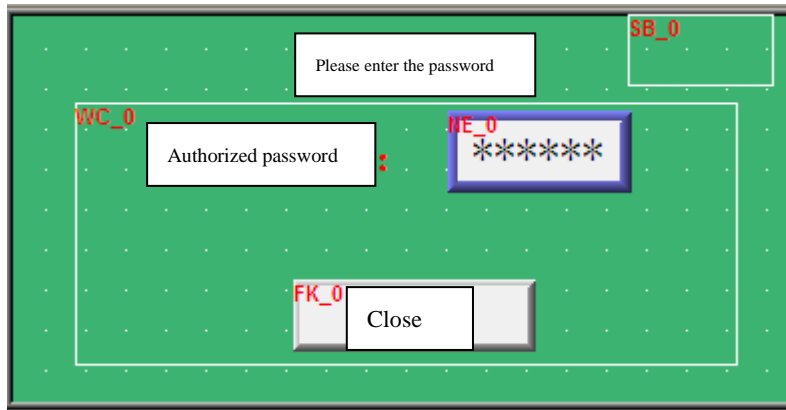 SB_0
Please enter the password
WC_0
Authorized password :
NE_0
******
FK_0
Close